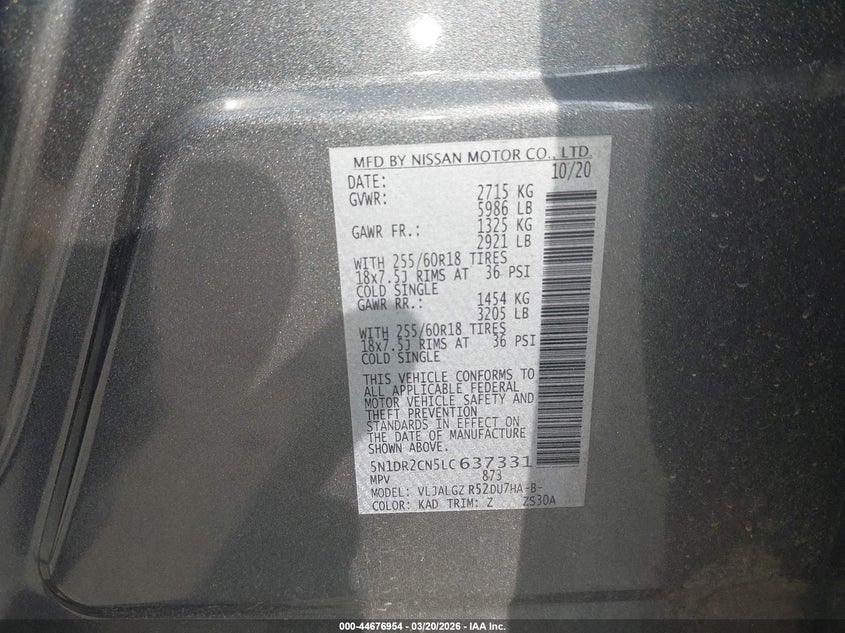 MFD BY NISSAN MOTOR CO., LTD.
DATE: 10/20
GVWR: 2715 KG
5986 LB
GAWR FR.: 1325 KG
2921 LB
WITH 255/60R18 TIRES
18x7.5J RIMS AT 36 PSI
COLD SINGLE
GAWR RR.: 1454 KG
3205 LB
WITH 255/60R18 TIRES
18x7.5J RIMS AT 36 PSI
COLD SINGLE
THIS VEHICLE CONFORMS TO
ALL APPLICABLE FEDERAL
MOTOR VEHICLE SAFETY AND
THEFT PREVENTION
STANDARDS IN EFFECT ON
THE DATE OF MANUFACTURE
SHOWN ABOVE.
5N1DR2CN5LC637331
MPV 873
MODEL: VLJALGZ R52DU7HA-B-
COLOR: KAD TRIM: Z ZS30A
000-44676954 - 03/20/2026 - IAA Inc.